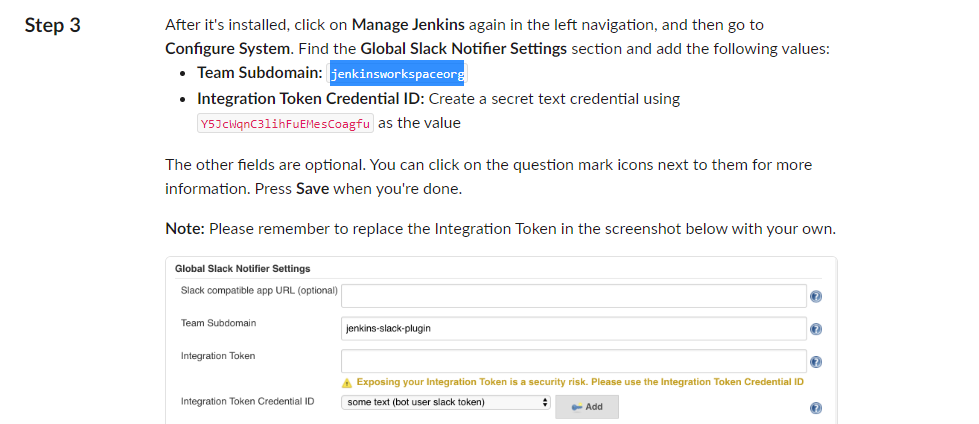 Step 3
After it's installed, click on Manage Jenkins again in the left navigation, and then go to
Configure System. Find the Global Slack Notifier Settings section and add the following values:
• Team Subdomain: jenkinsworkspaceorg
• Integration Token Credential ID: Create a secret text credential using
Y5JcWqnC3lihFuEMesCoagfu as the value
The other fields are optional. You can click on the question mark icons next to them for more
information. Press Save when you're done.
Note: Please remember to replace the Integration Token in the screenshot below with your own.
Global Slack Notifier Settings
Slack compatible app URL (optional)
Team Subdomain
jenkins-slack-plugin
Integration Token
Exposing your Integration Token is a security risk. Please use the Integration Token Credential ID
Integration Token Credential ID
some text (bot user slack token)
Add